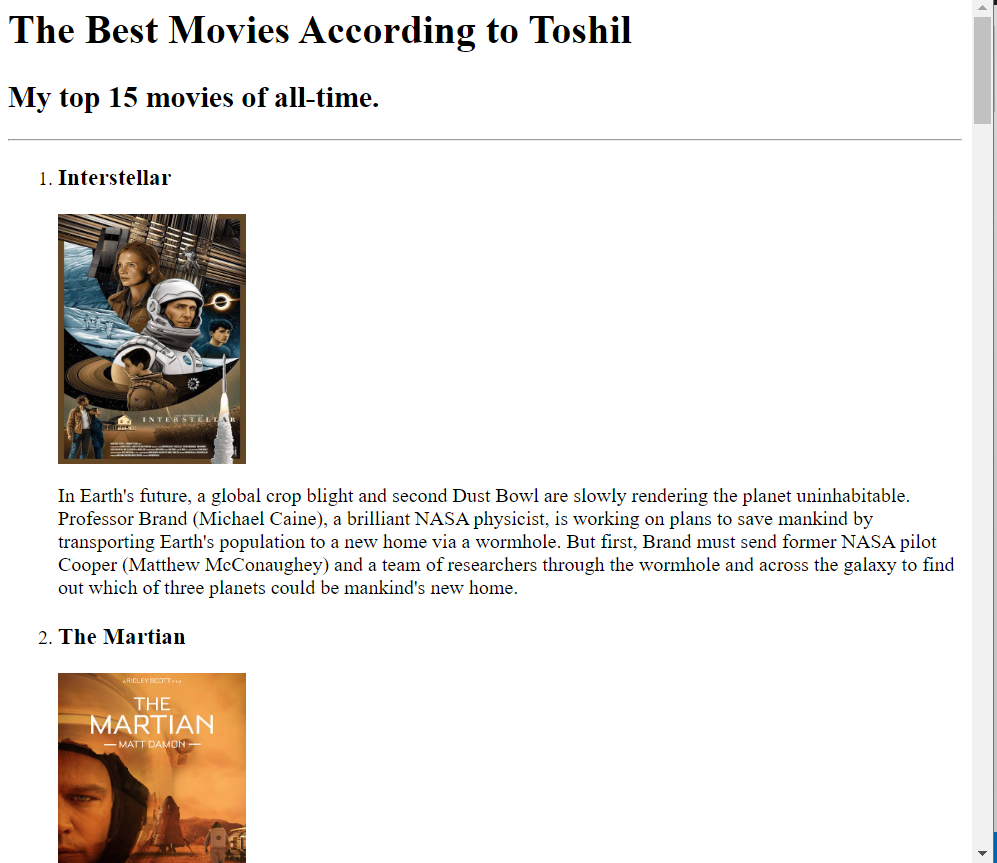 The Best Movies According to Toshil
My top 15 movies of all-time.
1. Interstellar
INTERSTELLAR
In Earth's future, a global crop blight and second Dust Bowl are slowly rendering the planet uninhabitable.
Professor Brand (Michael Caine), a brilliant NASA physicist, is working on plans to save mankind by
transporting Earth's population to a new home via a wormhole. But first, Brand must send former NASA pilot
Cooper (Matthew McConaughey) and a team of researchers through the wormhole and across the galaxy to find
out which of three planets could be mankind's new home.
2. The Martian
A RIDLEY SCOTT
THE
MARTIAN
MATT DAMON